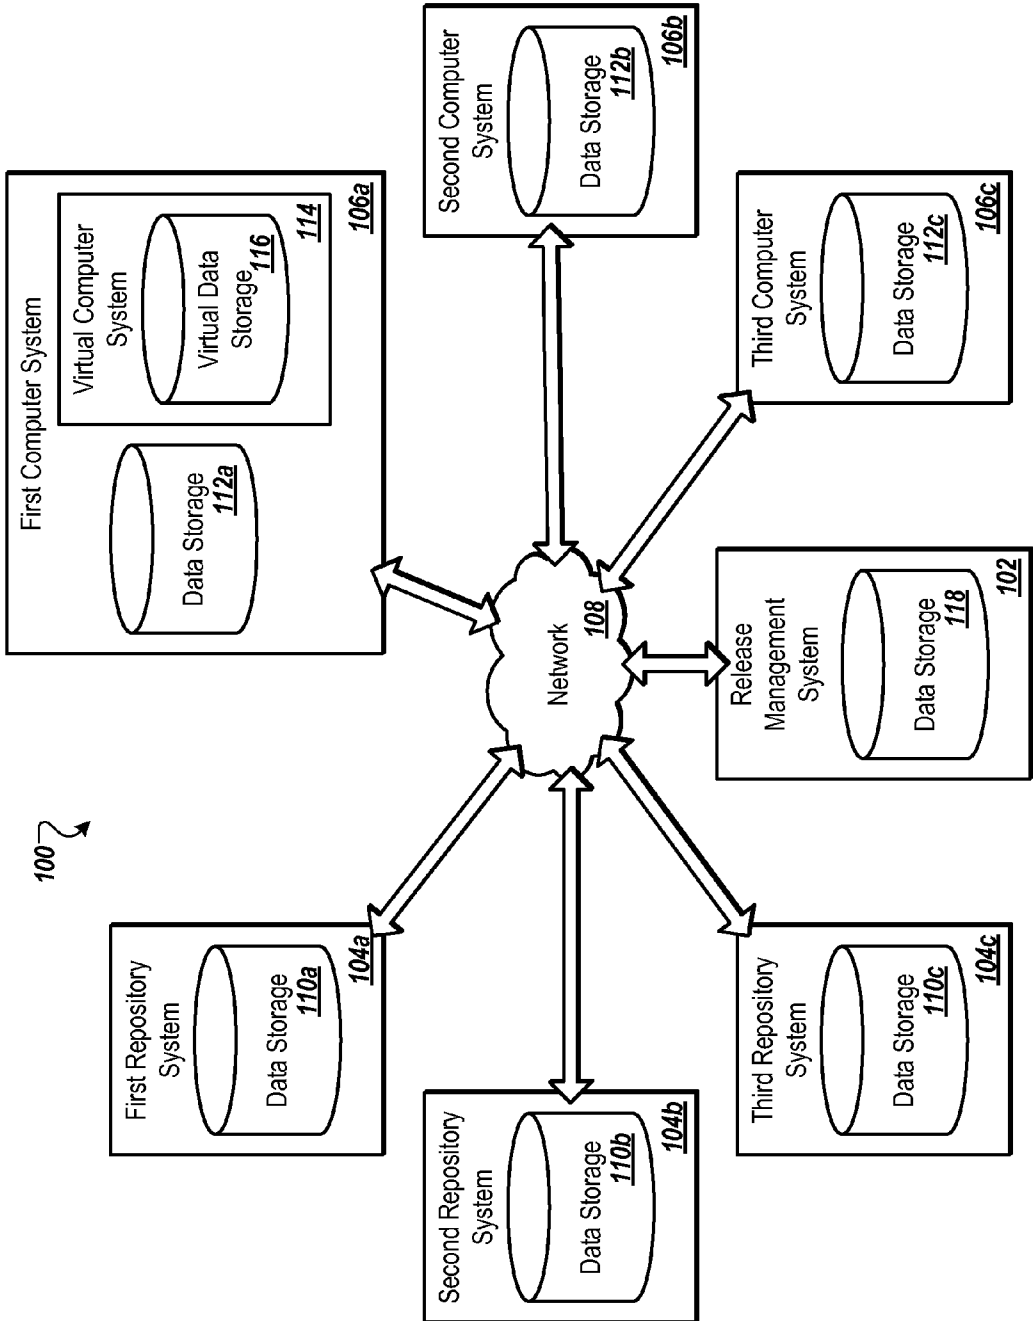 100
First Repository
System
Data Storage
110a
104a
Second Repository
System
Data Storage
110b
104b
Third Repository
System
Data Storage
110c
104c
Network
108
Release
Management
System
Data Storage
118
102
First Computer System
Data Storage
112a
Virtual Computer
System
Virtual Data
Storage
116
114
106a
Second Computer
System
Data Storage
112b
106b
Third Computer
System
Data Storage
112c
106c